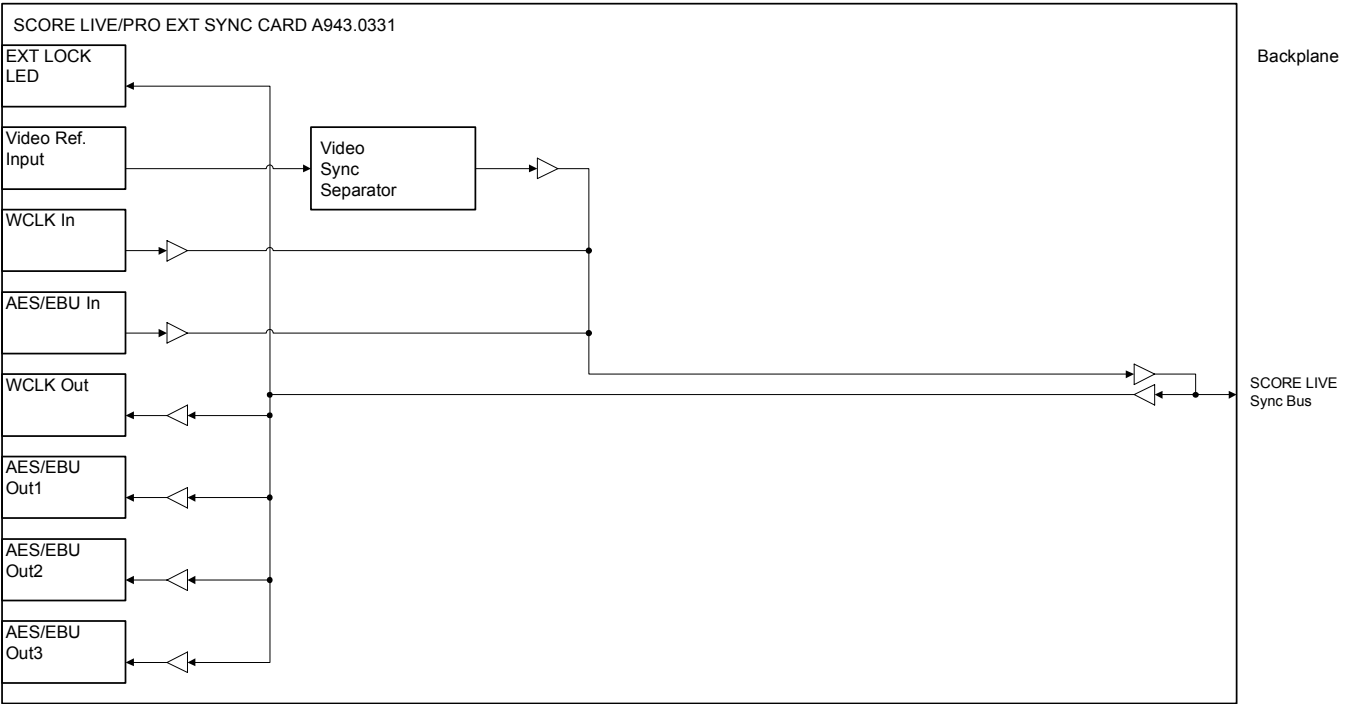 SCORE LIVE/PRO EXT SYNC CARD A943.0331
EXT LOCK
LED
Backplane
Video Ref.
Input
Video
Sync
Separator
WCLK In
AES/EBU In
WCLK Out
SCORE LIVE
Sync Bus
AES/EBU
Out1
AES/EBU
Out2
AES/EBU
Out3